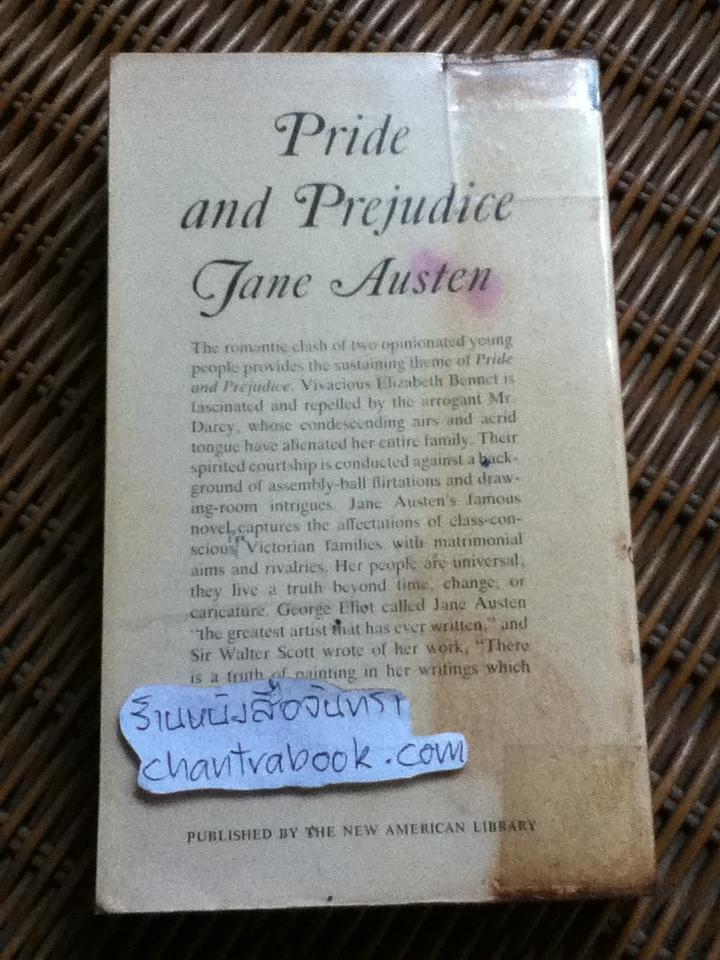 Pride
and Prejudice
Jane Austen
The romantic clash of two opinionated young
people provides the sustaining theme of Pride
and Prejudice. Vivacious Elizabeth Bennet is
fascinated and repelled by the arrogant Mr.
Darcy, whose condescending airs and acrid
tongue have alienated her entire family. Their
spirited courtship is conducted against a back-
ground of assembly-ball flirtations and draw-
ing-room intrigues. Jane Austen's famous
novel captures the affectations of class-con-
scious Victorian families with matrimonial
aims and rivalries. Her people are universal,
they live a truth beyond time, change, or
caricature. George Eliot called Jane Austen
"the greatest artist that has ever written," and
Sir Walter Scott wrote of her work, "There
is a truth of painting in her writings which
ร้านหนังสือจันทรา
chantrabook.com
PUBLISHED BY THE NEW AMERICAN LIBRARY